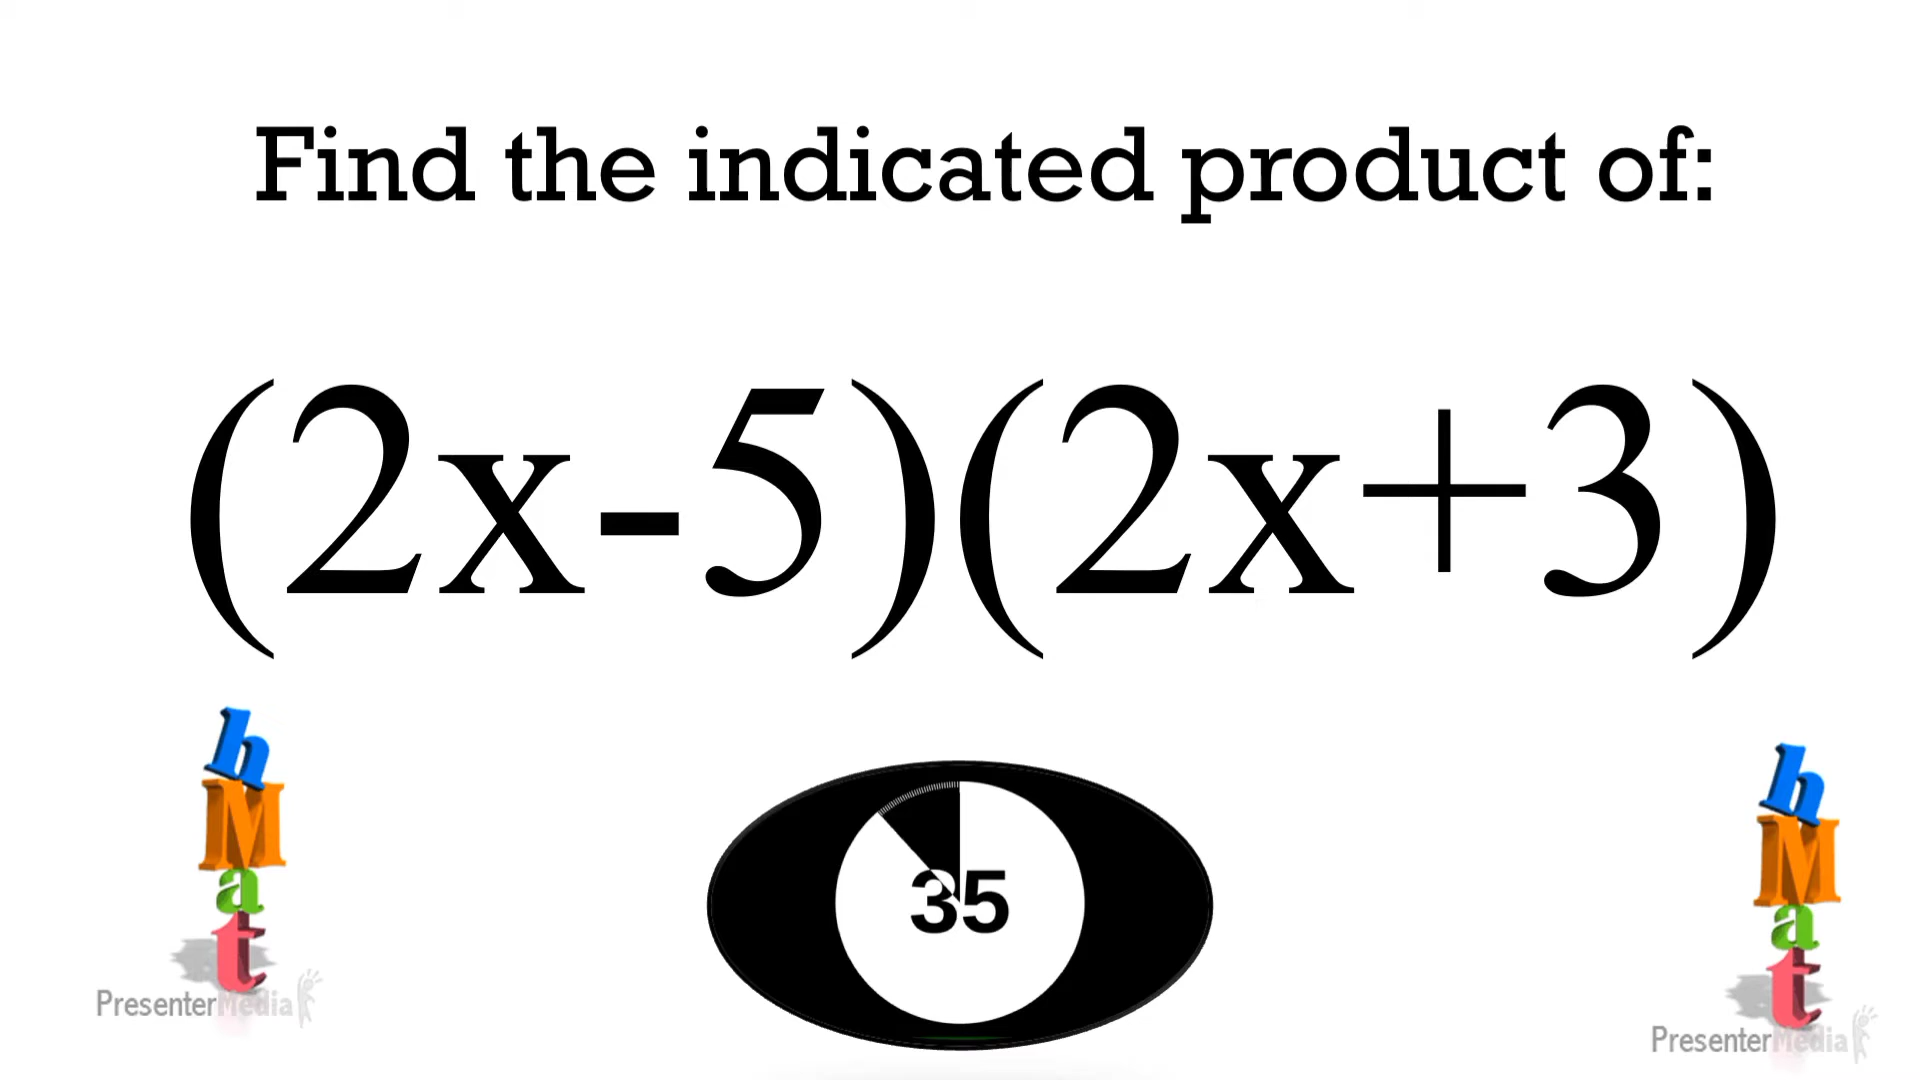 Find the indicated product of:
(2x-5)(2x+3)
h
M
a
t
35
h
M
a
t
PresenterMedia
PresenterMedia